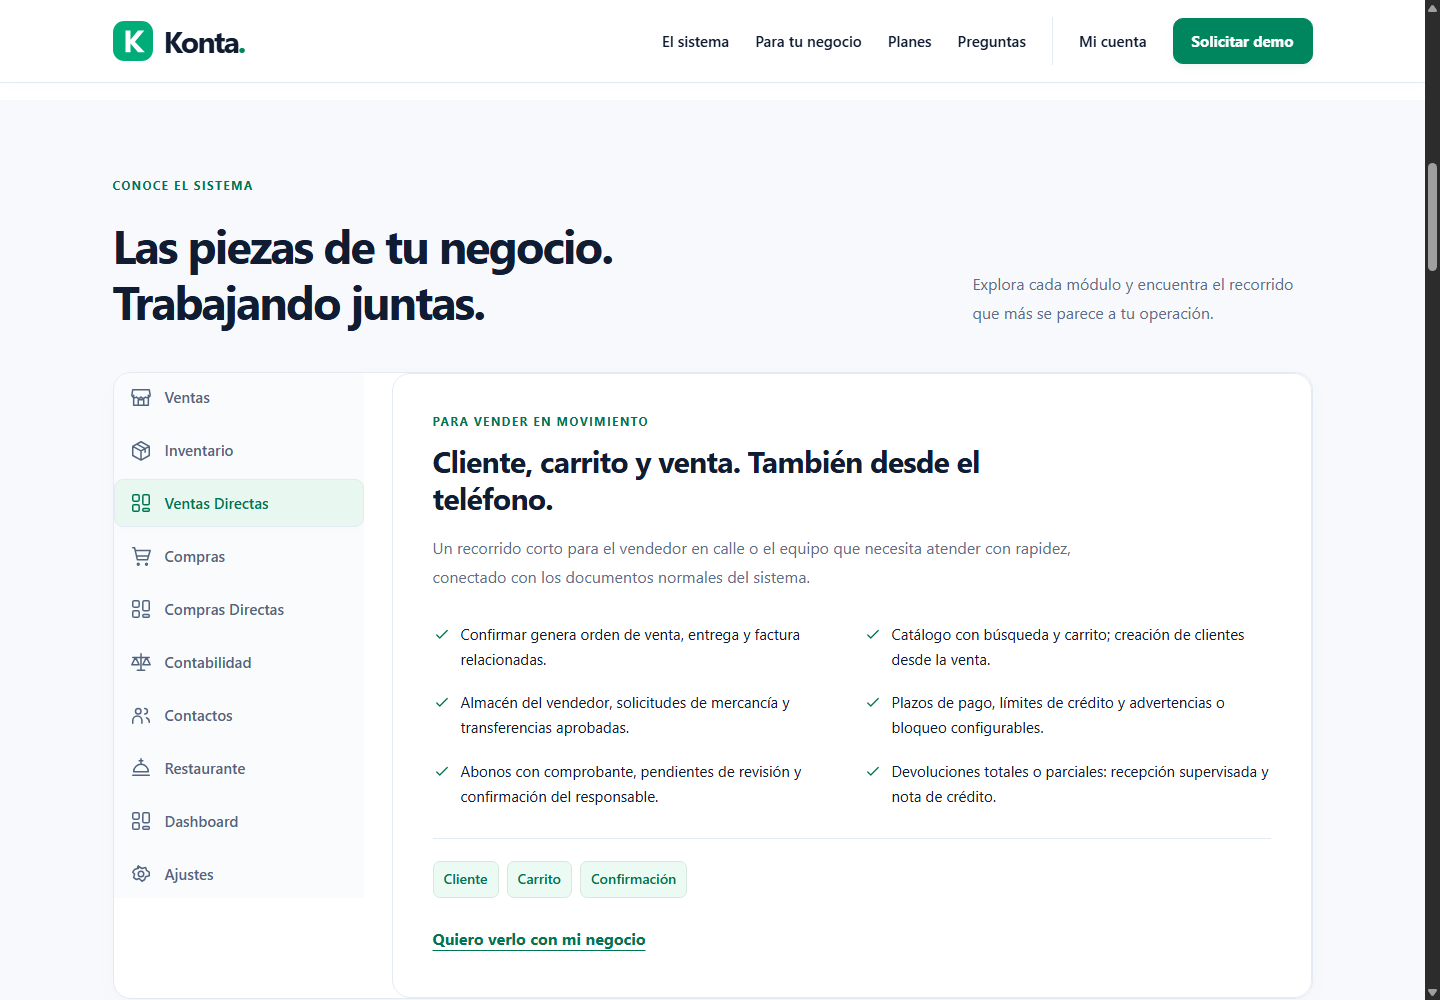 K Konta.
El sistema
Para tu negocio
Planes
Preguntas
Mi cuenta
Solicitar demo
CONOCE EL SISTEMA
Las piezas de tu negocio.
Trabajando juntas.
Explora cada módulo y encuentra el recorrido
que más se parece a tu operación.
Ventas
Inventario
Ventas Directas
Compras
Compras Directas
Contabilidad
Contactos
Restaurante
Dashboard
Ajustes
PARA VENDER EN MOVIMIENTO
Cliente, carrito y venta. También desde el
teléfono.
Un recorrido corto para el vendedor en calle o el equipo que necesita atender con rapidez,
conectado con los documentos normales del sistema.
Confirmar genera orden de venta, entrega y factura
relacionadas.
Catálogo con búsqueda y carrito; creación de clientes
desde la venta.
Almacén del vendedor, solicitudes de mercancía y
transferencias aprobadas.
Plazos de pago, límites de crédito y advertencias o
bloqueo configurables.
Abonos con comprobante, pendientes de revisión y
confirmación del responsable.
Devoluciones totales o parciales: recepción supervisada y
nota de crédito.
Cliente
Carrito
Confirmación
Quiero verlo con mi negocio